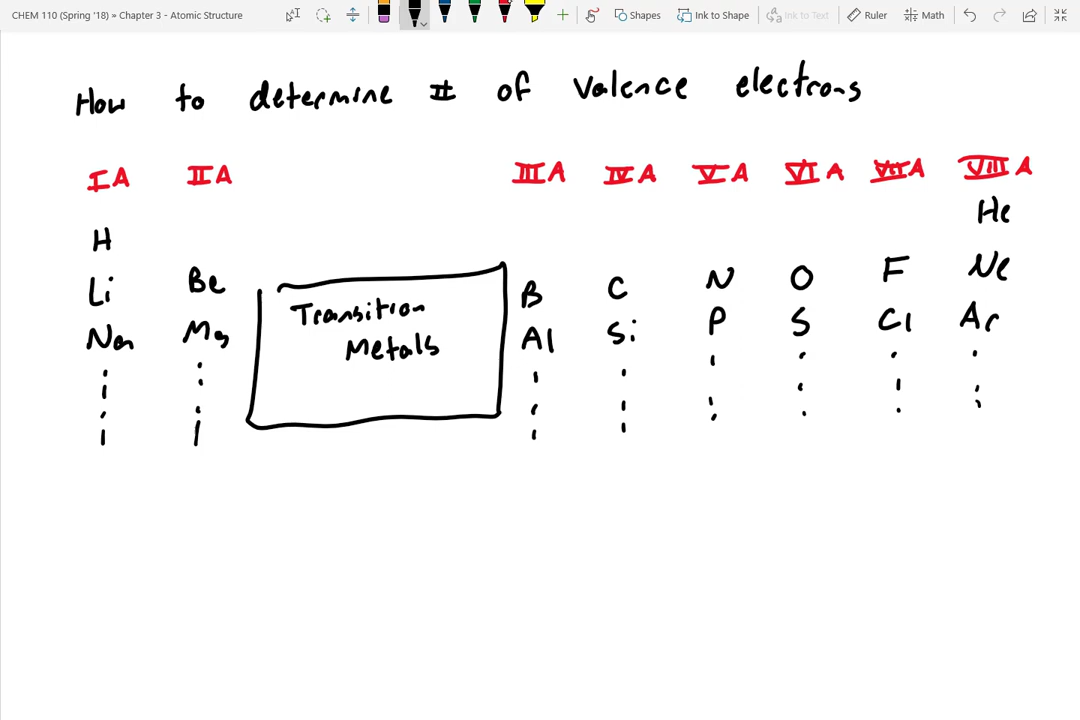 CHEM 110 (Spring '18) » Chapter 3 - Atomic Structure
Shapes Ink to Shape Ink to Text Ruler Math
How to determine # of valence electrons
IA IIA IIIA IVA VA VIA VIIA VIIIA
He
H
Li Be B C N O F Ne
Na Mg Al Si P S Cl Ar
Transition
Metals